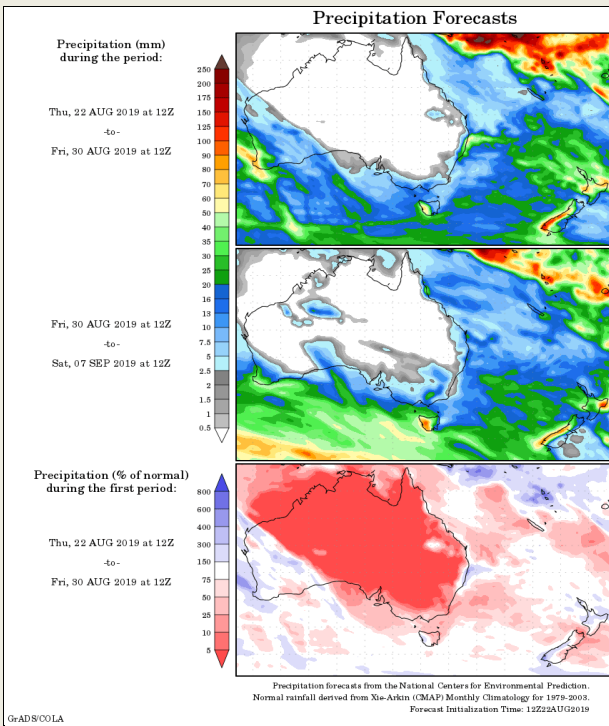 Precipitation Forecasts
Precipitation (mm)
during the period:
Thu, 22 AUG 2019 at 12Z
-to-
Fri, 30 AUG 2019 at 12Z
250
200
175
150
125
100
90
80
70
60
50
40
35
30
25
20
16
13
10
7.5
5
2.5
2
1.5
1
0.5
Fri, 30 AUG 2019 at 12Z
-to-
Sat, 07 SEP 2019 at 12Z
Precipitation (% of normal)
during the first period:
Thu, 22 AUG 2019 at 12Z
-to-
Fri, 30 AUG 2019 at 12Z
800
600
400
300
150
75
50
25
10
5
Precipitation forecasts from the National Centers for Environmental Prediction.
Normal rainfall derived from Xie-Arkin (CMAP) Monthly Climatology for 1979-2003.
Forecast Initialization Time: 12Z22AUG2019
GrADS/COLA